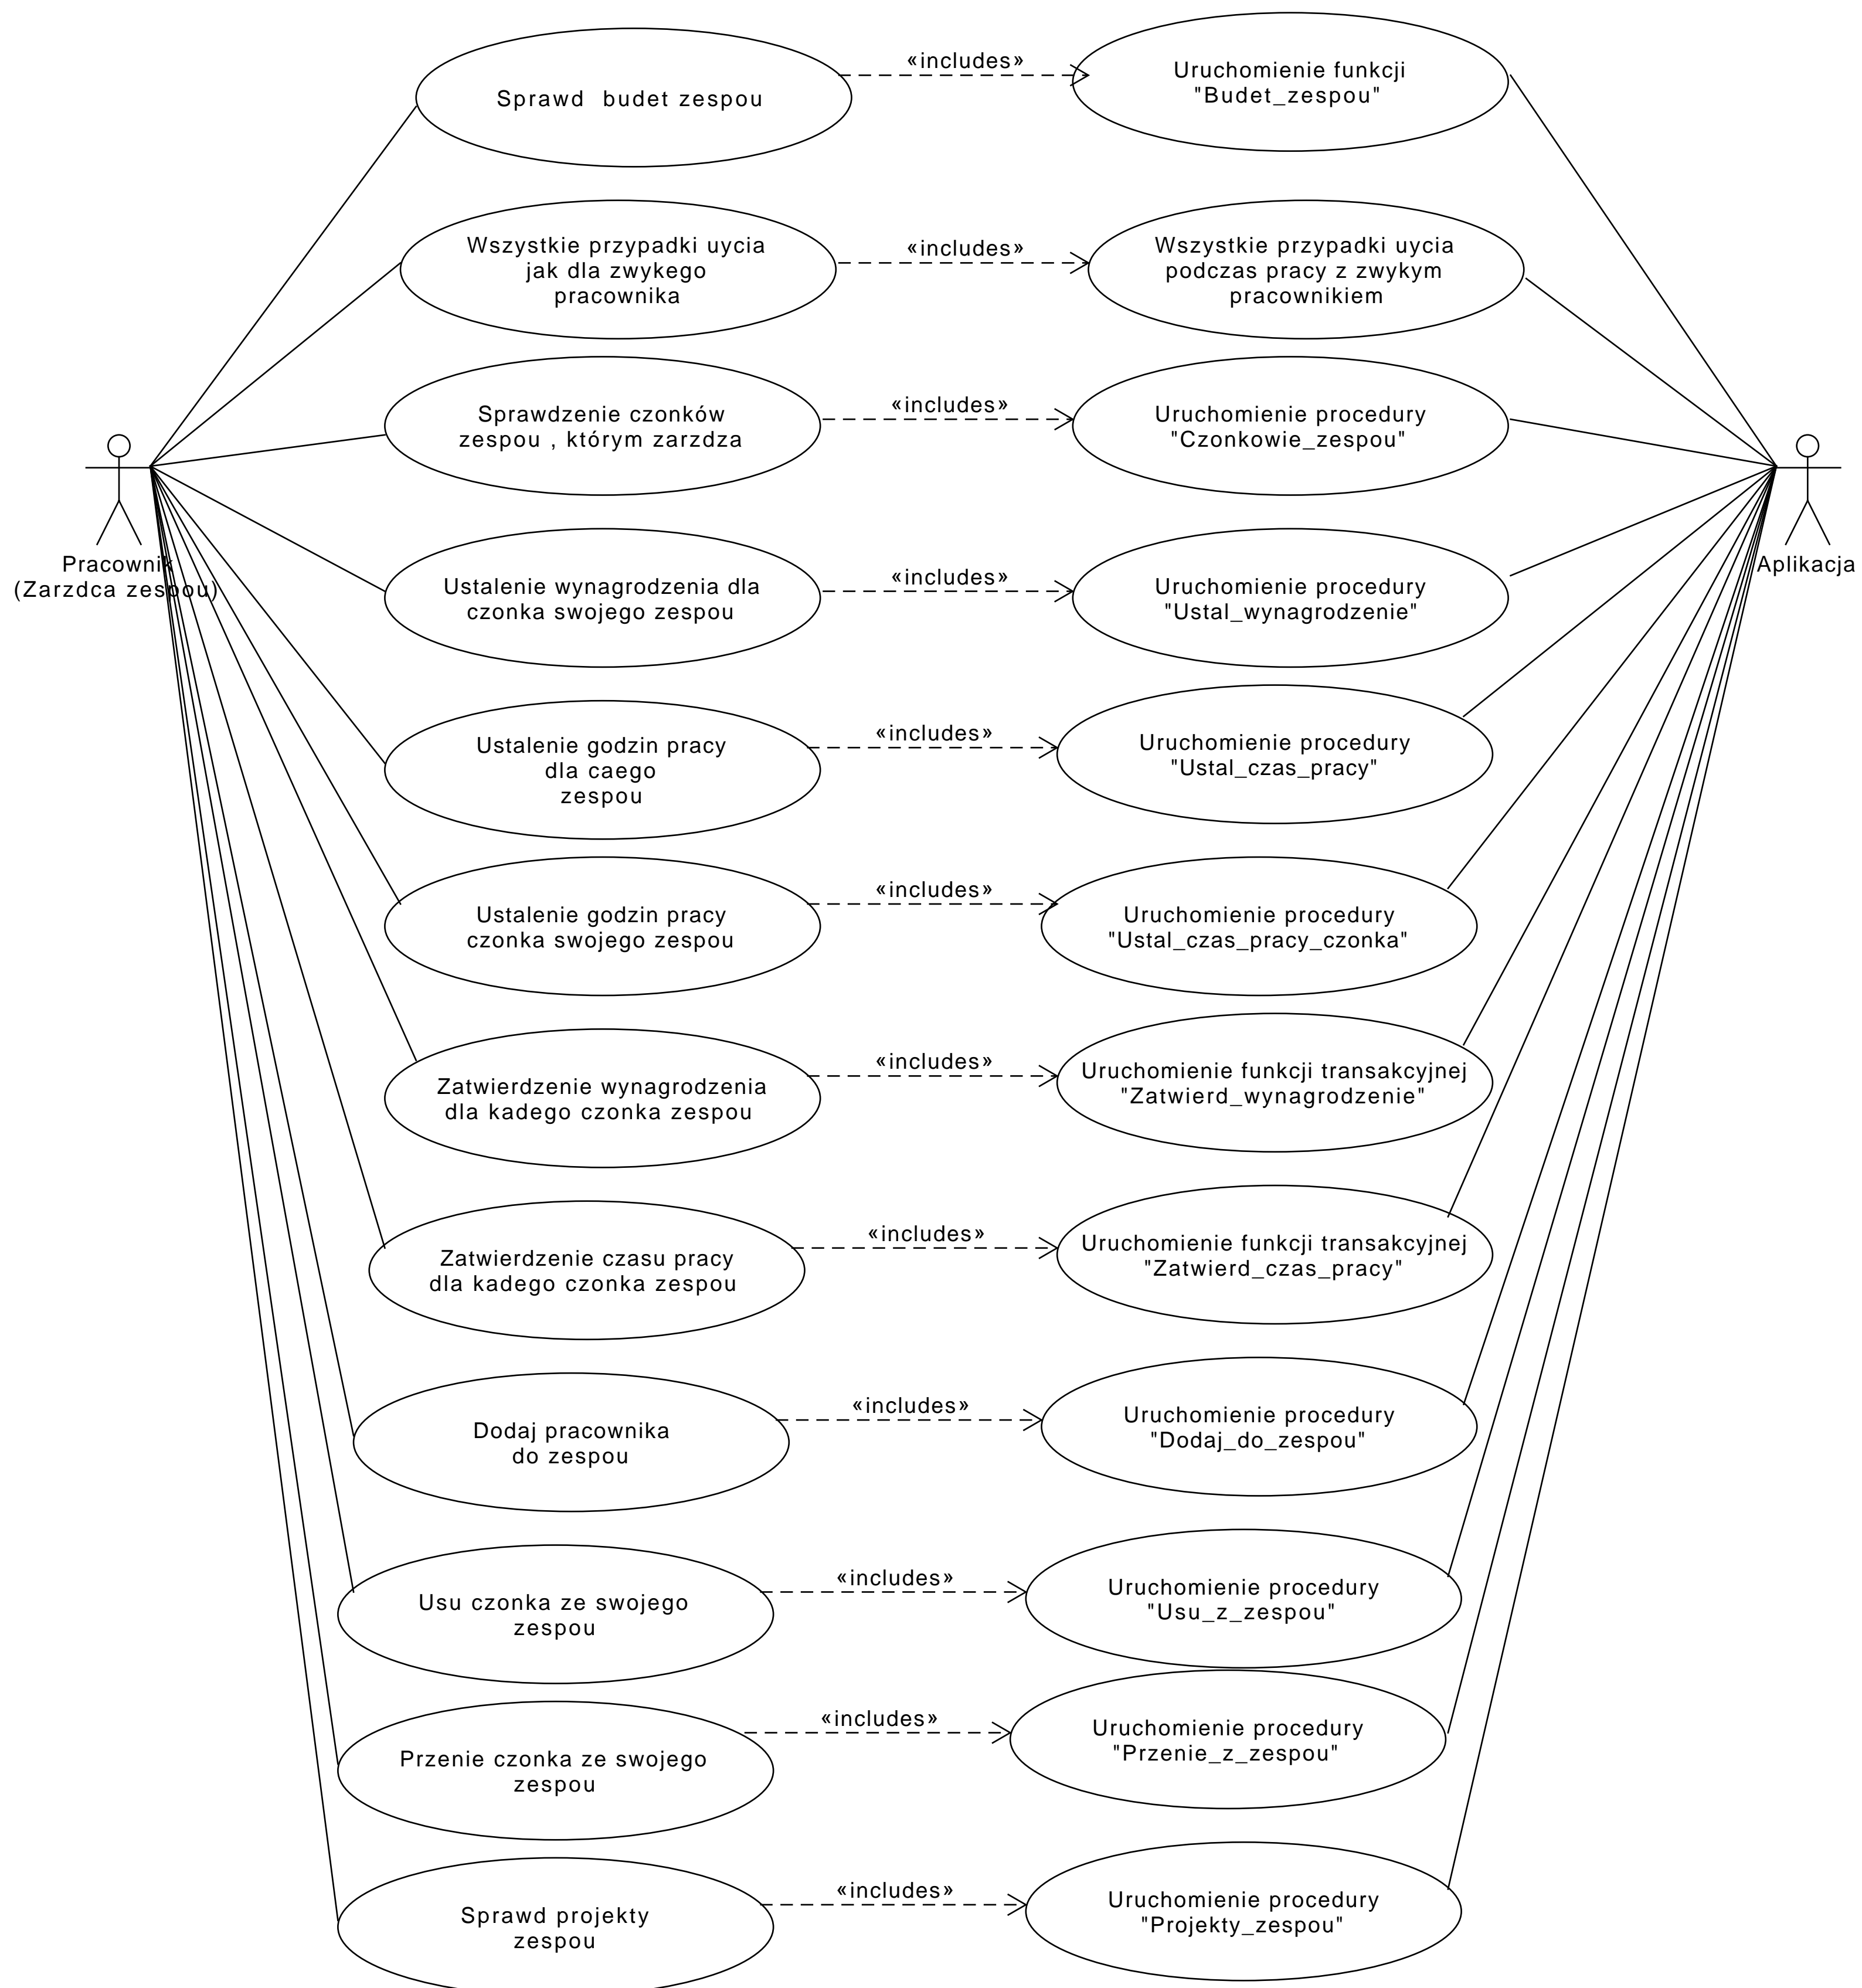 «includes»
Sprawd  budet zespou
Uruchomienie funkcji
"Budet_zespou"
Wszystkie przypadki uycia
jak dla zwykego
pracownika
«includes»
Wszystkie przypadki uycia
podczas pracy z zwykym
pracownikiem
Sprawdzenie czonków
zespou , którym zarzdza
«includes»
Uruchomienie procedury
"Czonkowie_zespou"
Pracownik
(Zarzdca zespou)
Aplikacja
Ustalenie wynagrodzenia dla
czonka swojego zespou
«includes»
Uruchomienie procedury
"Ustal_wynagrodzenie"
Ustalenie godzin pracy
dla caego
zespou
«includes»
Uruchomienie procedury
"Ustal_czas_pracy"
Ustalenie godzin pracy
czonka swojego zespou
«includes»
Uruchomienie procedury
"Ustal_czas_pracy_czonka"
Zatwierdzenie wynagrodzenia
dla kadego czonka zespou
«includes»
Uruchomienie funkcji transakcyjnej
"Zatwierd_wynagrodzenie"
Zatwierdzenie czasu pracy
dla kadego czonka zespou
«includes»
Uruchomienie funkcji transakcyjnej
"Zatwierd_czas_pracy"
Dodaj pracownika
do zespou
«includes»
Uruchomienie procedury
"Dodaj_do_zespou"
Usu czonka ze swojego
zespou
«includes»
Uruchomienie procedury
"Usu_z_zespou"
Przenie czonka ze swojego
zespou
«includes»
Uruchomienie procedury
"Przenie_z_zespou"
Sprawd projekty
zespou
«includes»
Uruchomienie procedury
"Projekty_zespou"